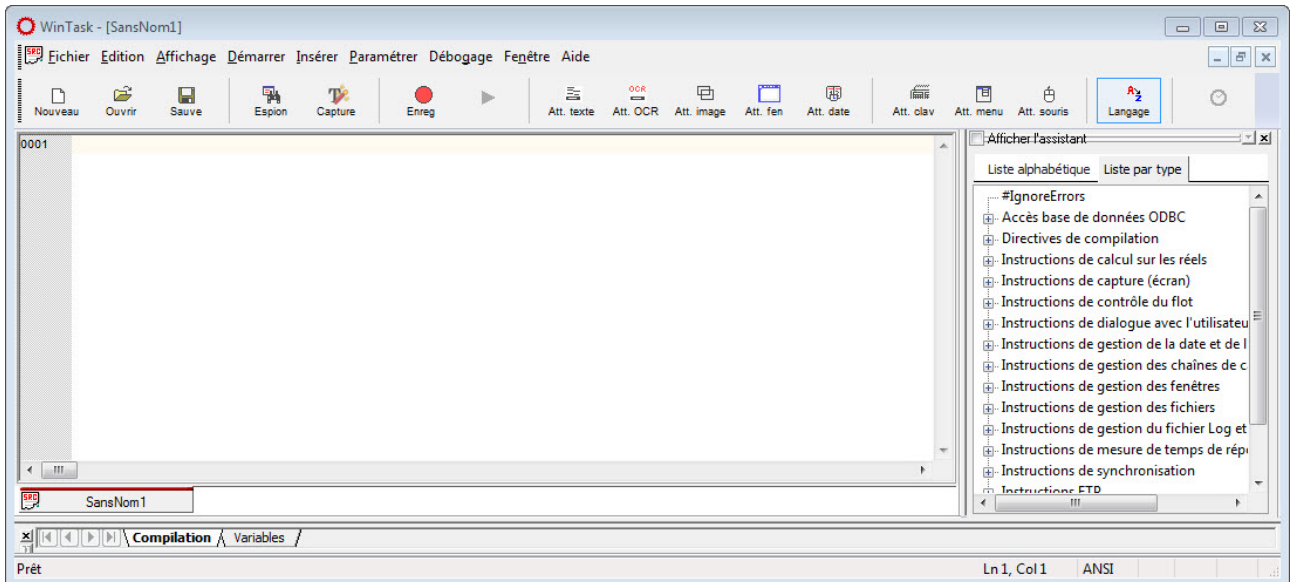 WinTask - [SansNom1]
Fichier Edition Affichage Démarrer Insérer Paramétrer Débogage Fenêtre Aide
Nouveau Ouvrir Sauve Espion Capture Enreg Att. texte Att. OCR Att. image Att. fen Att. date Att. clav Att. menu Att. souris Langage
0001
Afficher l'assistant
Liste alphabétique Liste par type
#IgnoreErrors
Accès base de données ODBC
Directives de compilation
Instructions de calcul sur les réels
Instructions de capture (écran)
Instructions de contrôle du flot
Instructions de dialogue avec l'utilisateu
Instructions de gestion de la date et de l
Instructions de gestion des chaînes de c
Instructions de gestion des fenêtres
Instructions de gestion des fichiers
Instructions de gestion du fichier Log et
Instructions de mesure de temps de rép
Instructions de synchronisation
Instructions FTP
SRC SansNom1
Compilation Variables
Prêt Ln 1, Col 1 ANSI